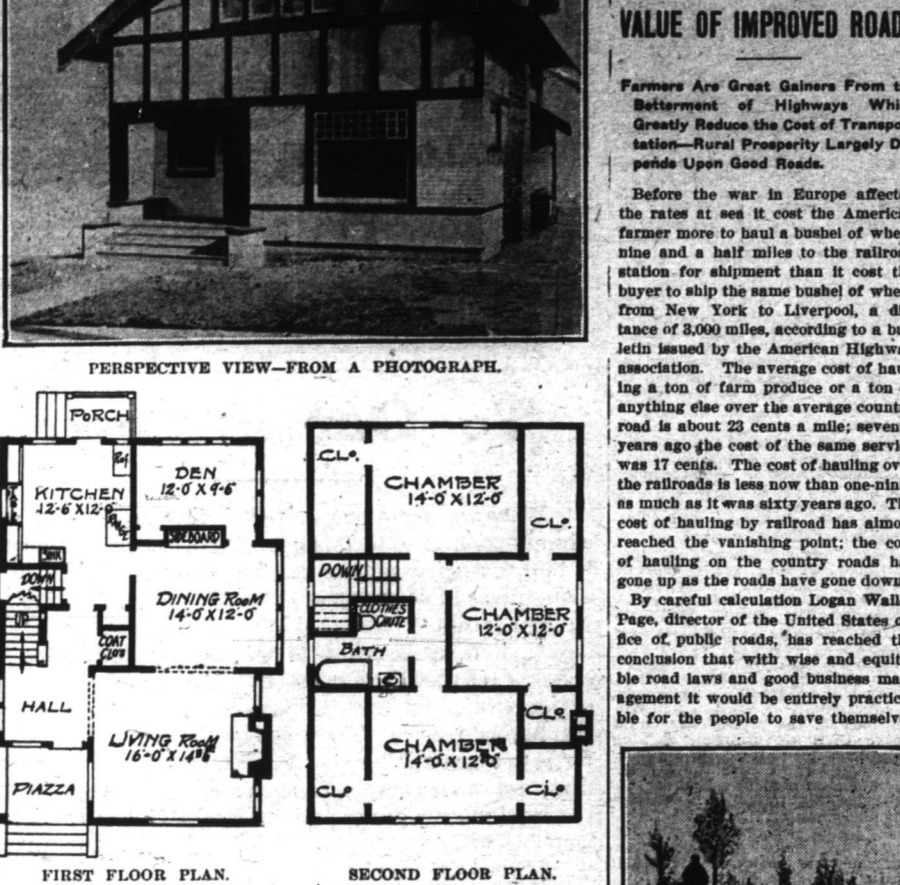 PERSPECTIVE VIEW—FROM A PHOTOGRAPH.
PORCH
Ref
KITCHEN
12'-6" X 12'-0"
SINK
DEN
12'-0" X 9'-6"
SIDEBOARD
DINING ROOM
14'-0" X 12'-0"
DOWN
UP
COAT
CLO
HALL
LIVING ROOM
16'-0" X
PIAZZA
FIRST FLOOR PLAN.
CLO.
CHAMBER
14'-0" X 12'-0"
CLO.
DOWN
CLOTHES
CHUTE
CHAMBER
12'-0" X 12'-0"
BATH
CLO.
CHAMBER
14'-0" X 12'-0"
CLO
CLO.
SECOND FLOOR PLAN.
VALUE OF IMPROVED ROAD
Farmers Are Great Gainers From t
Betterment of Highways Whi
Greatly Reduce the Cost of Transpo
tation—Rural Prosperity Largely D
pends Upon Good Roads.
Before the war in Europe affecte
the rates at sea it cost the America
farmer more to haul a bushel of whe
nine and a half miles to the railroa
station for shipment than it cost t
buyer to ship the same bushel of whe
from New York to Liverpool, a di
tance of 3,000 miles, according to a bu
letin issued by the American Highwa
association. The average cost of hau
ing a ton of farm produce or a ton
anything else over the average count
road is about 23 cents a mile; seven
years ago the cost of the same servi
was 17 cents. The cost of hauling ov
the railroads is less now than one-nin
as much as it was sixty years ago. T
cost of hauling by railroad has almo
reached the vanishing point; the co
of hauling on the country roads ha
gone up as the roads have gone down
By careful calculation Logan Walle
Page, director of the United States o
fice of public roads, has reached t
conclusion that with wise and equit
ble road laws and good business ma
agement it would be entirely practic
ble for the people to save themselv